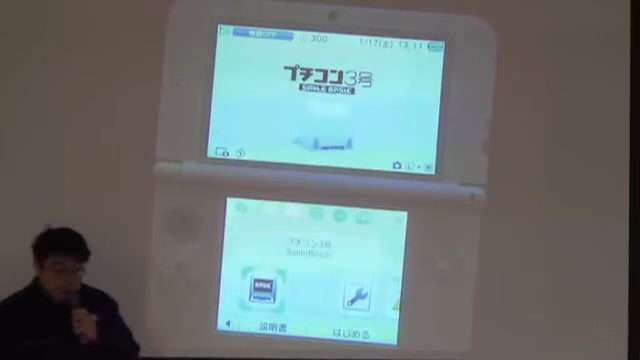 300 1/17(土) 13:11
プチコン3号
SMILE BASIC
プチコン3号
SmileBASIC
BASIC
説明書 はじめる